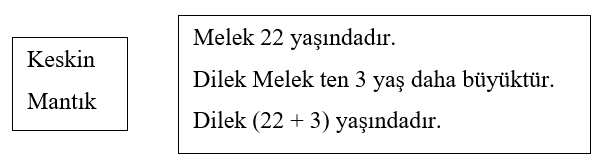 Keskin
Mantık
Melek 22 yaşındadır.
Dilek Melek ten 3 yaş daha büyüktür.
Dilek (22 + 3) yaşındadır.